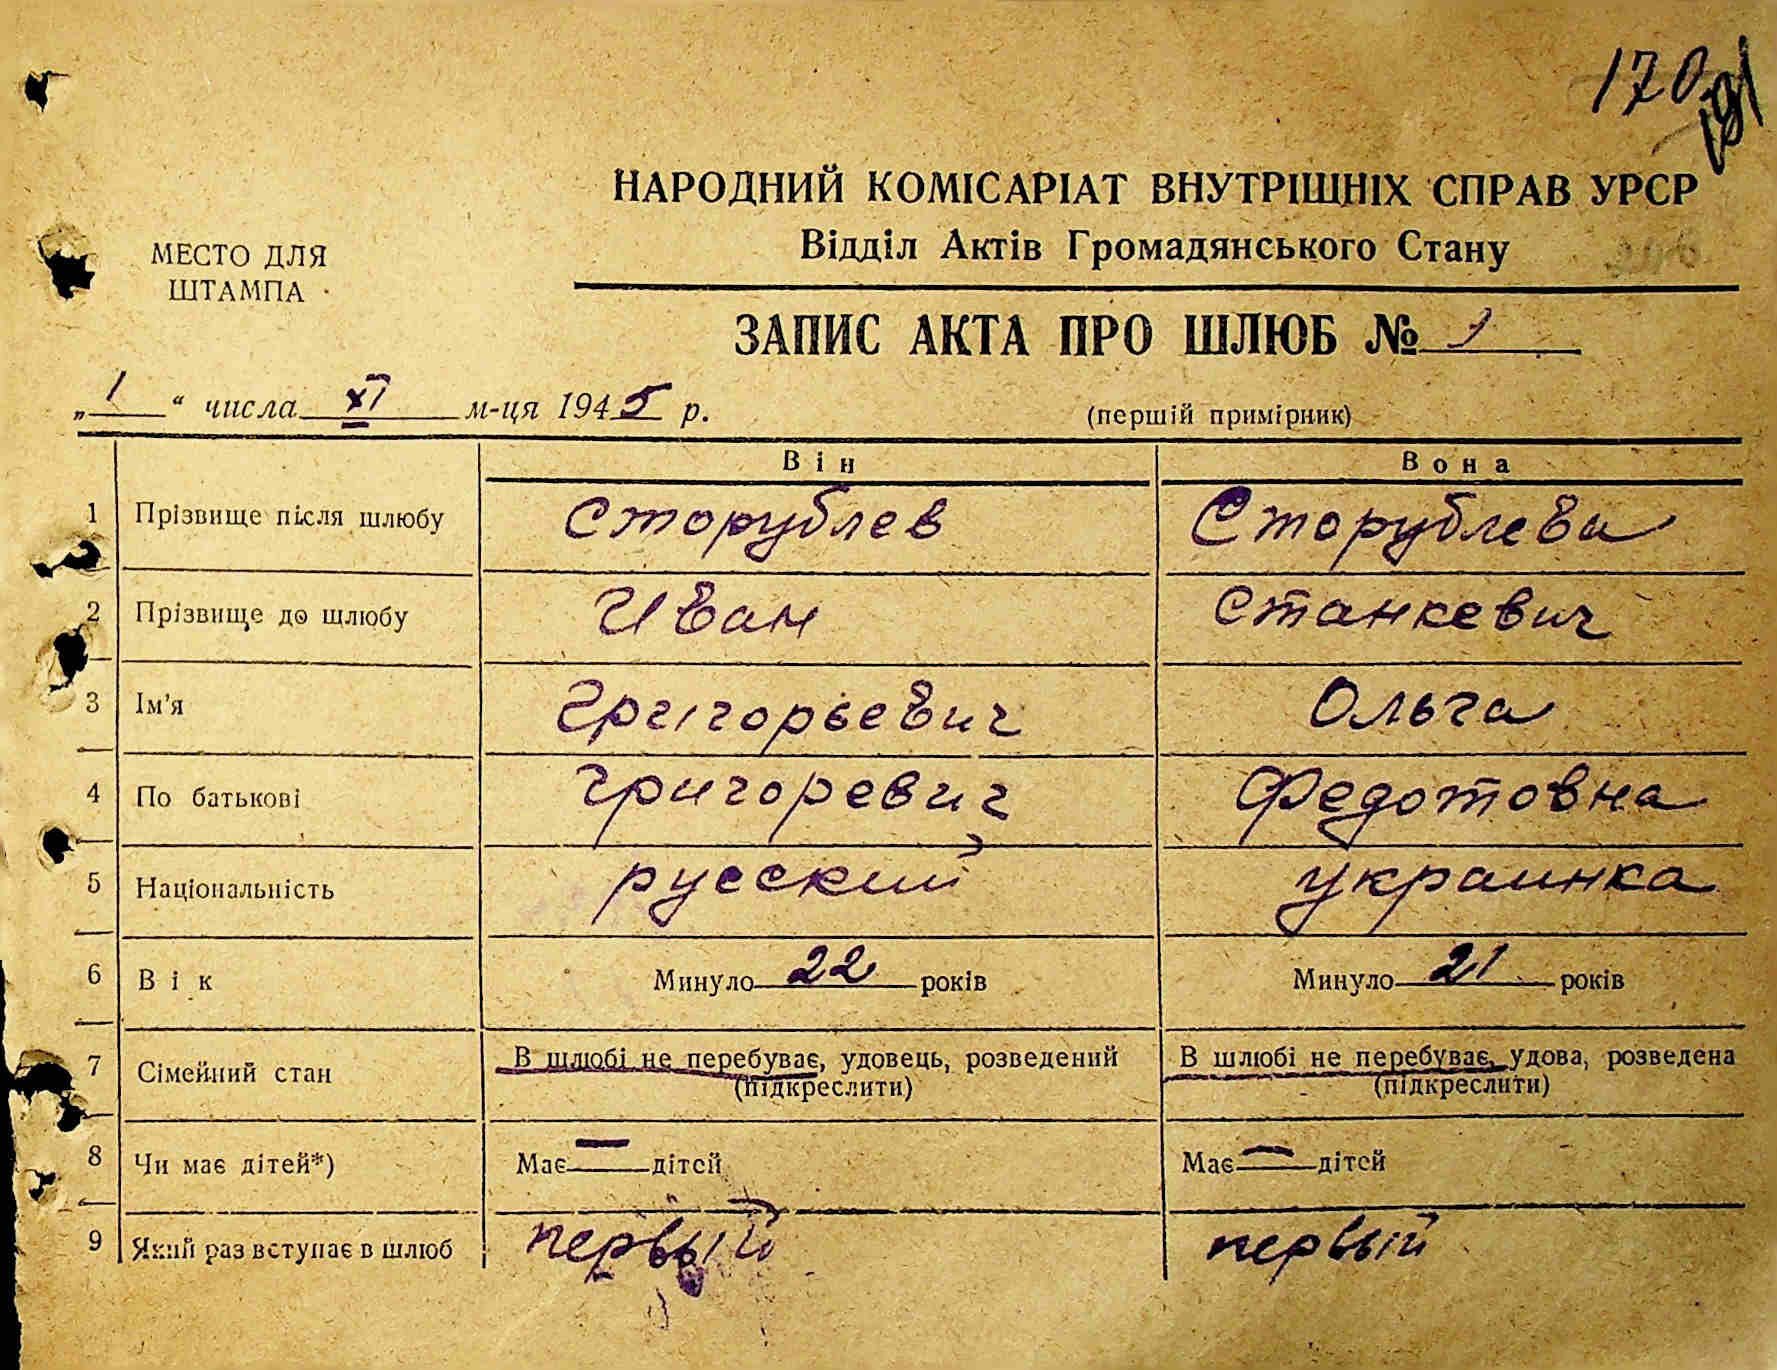 170
191
НАРОДНИЙ КОМІСАРІАТ ВНУТРІШНІХ СПРАВ УРСР
Відділ Актів Громадянського Стану
МЕСТО ДЛЯ
ШТАМПА
ЗАПИС АКТА ПРО ШЛЮБ № 1
„1“ числа XI м-ця 1945 р.
(першій примірник)
Він Вона
1 Прізвище після шлюбу Сторублев Сторублева
2 Прізвище до шлюбу Иван Станкевич
3 Ім'я Григорьевич Ольга
4 По батькові Григоревич Федотовна
5 Національність русский украинка
6 Вік Минуло 22 років Минуло 21 років
7 Сімейний стан В шлюбі не перебуває, удовець, розведений В шлюбі не перебуває, удова, розведена
(підкреслити) (підкреслити)
8 Чи має дітей*) Має — дітей Має — дітей
9 Який раз вступає в шлюб первый первый